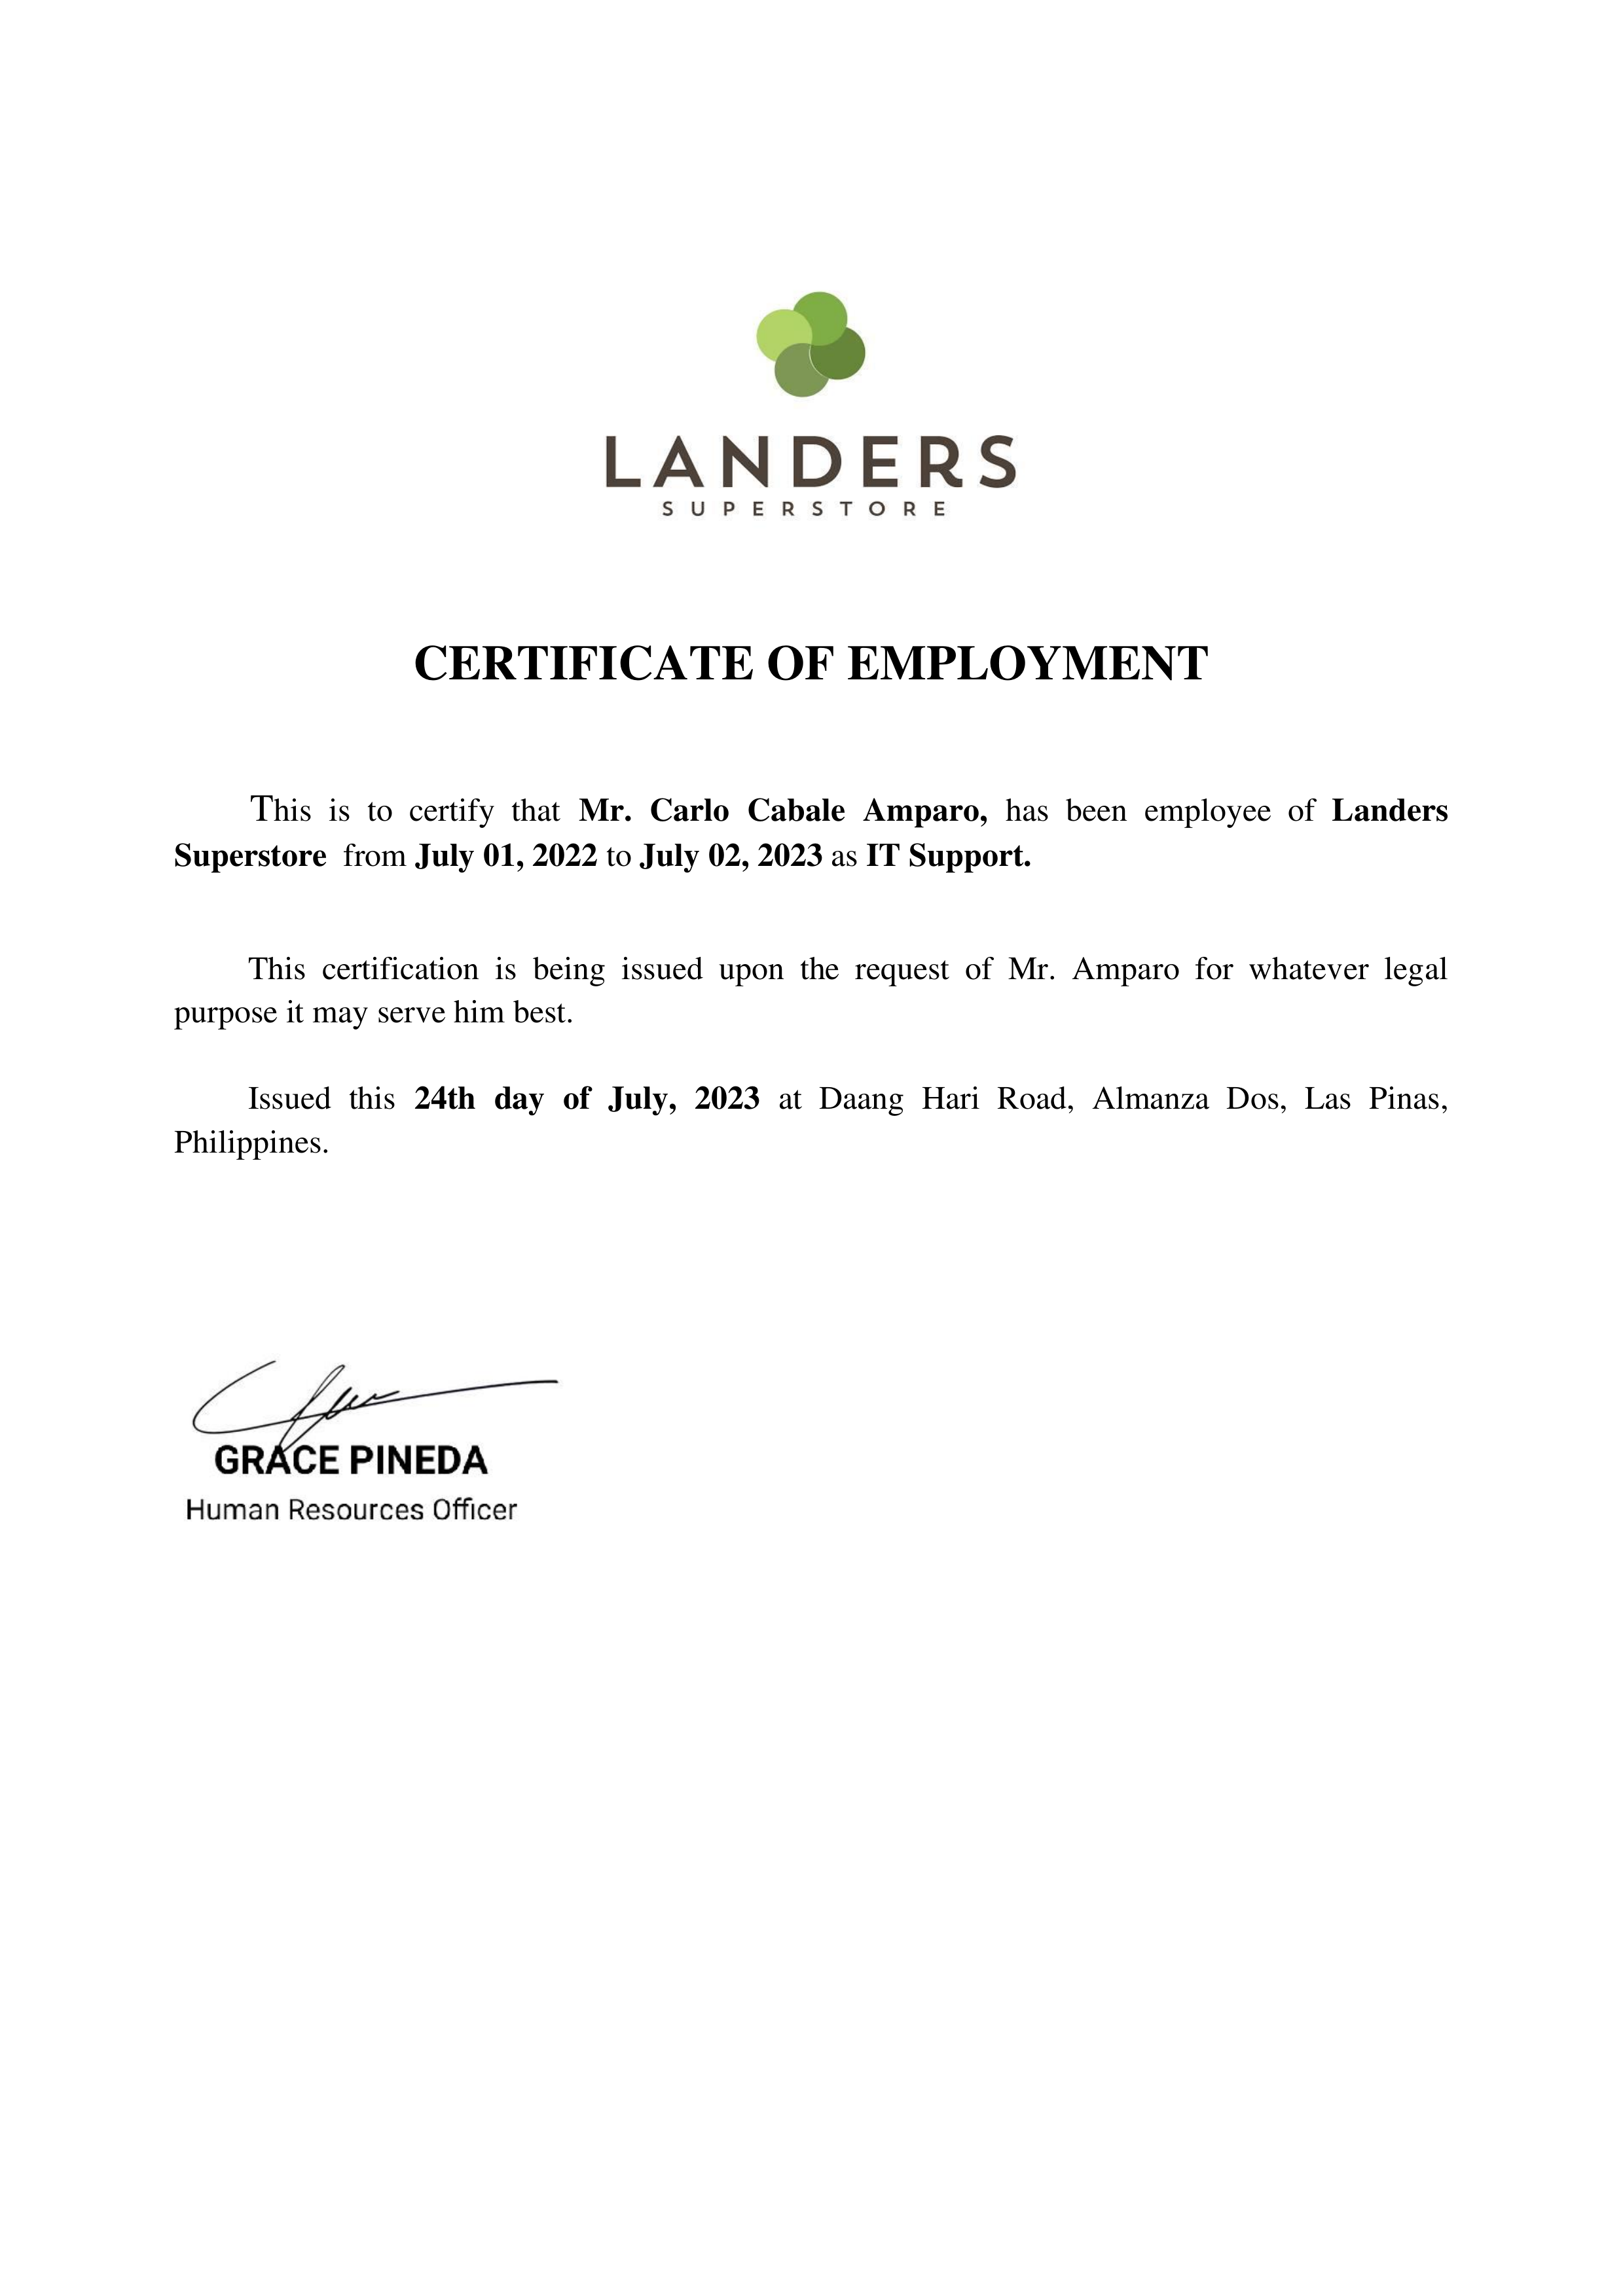 LANDERS
SUPERSTORE
CERTIFICATE OF EMPLOYMENT
This is to certify that Mr. Carlo Cabale Amparo, has been employee of Landers
Superstore from July 01, 2022 to July 02, 2023 as IT Support.
This certification is being issued upon the request of Mr. Amparo for whatever legal
purpose it may serve him best.
Issued this 24th day of July, 2023 at Daang Hari Road, Almanza Dos, Las Pinas,
Philippines.
GRACE PINEDA
Human Resources Officer